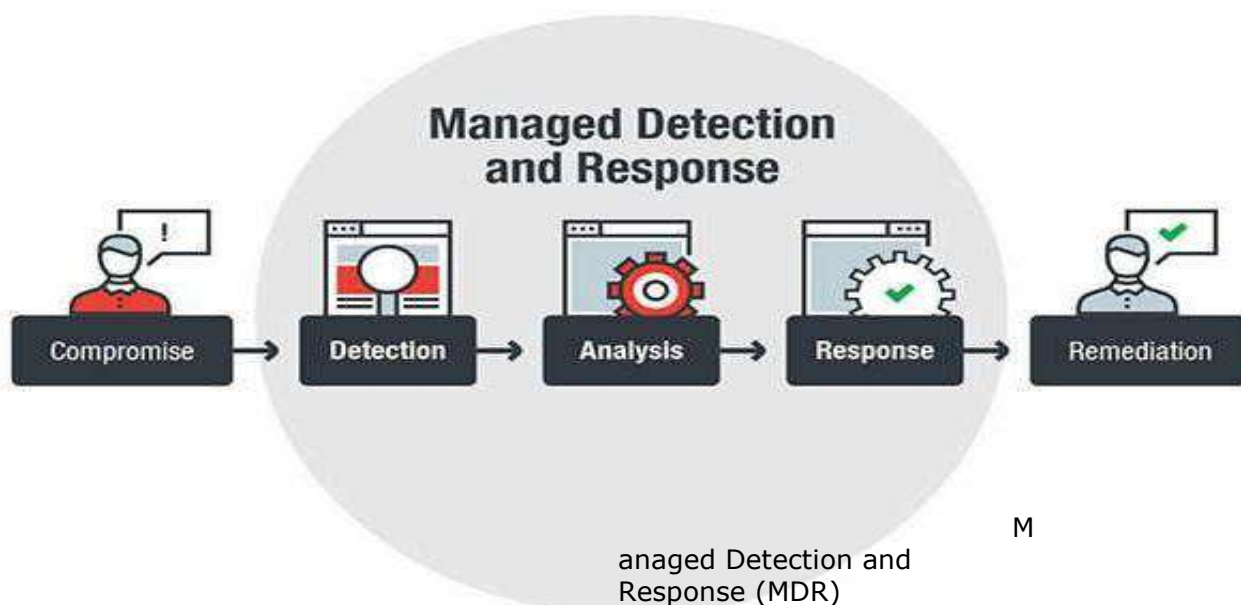 Managed Detection
and Response
!
Compromise
Detection
Analysis
Response
Remediation
M
anaged Detection and
Response (MDR)